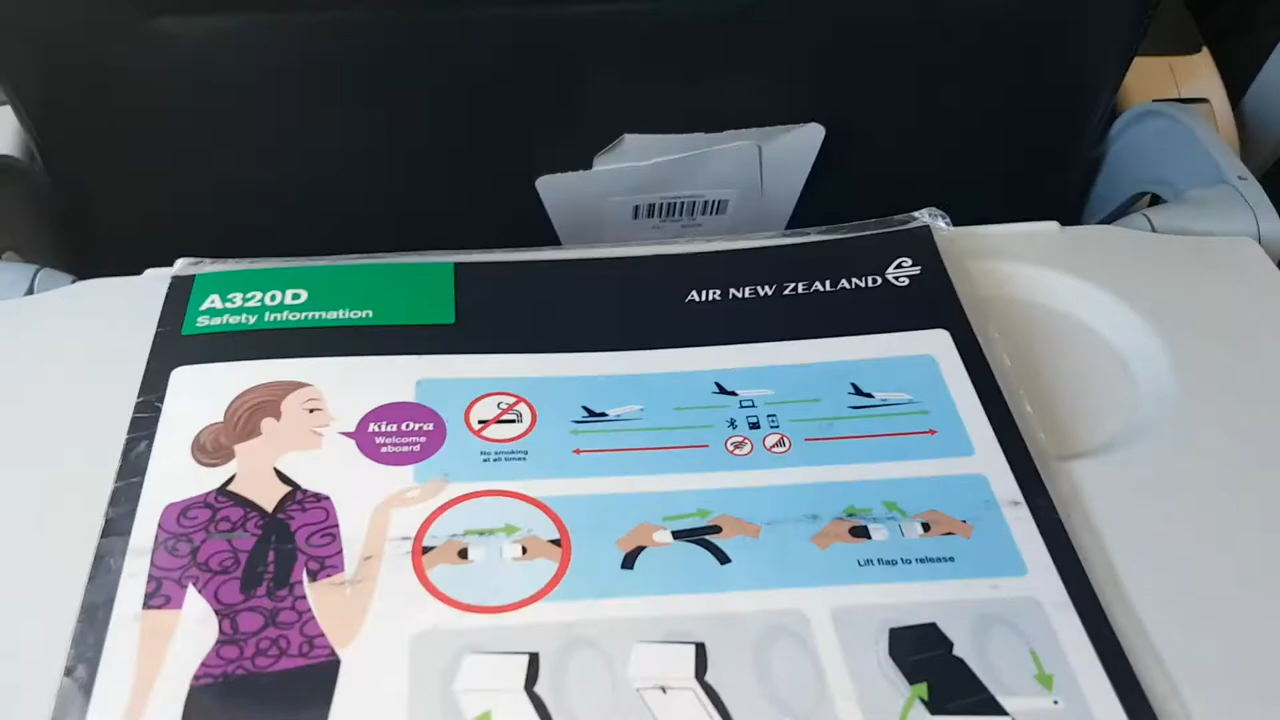 A320D
Safety Information
AIR NEW ZEALAND
Kia Ora
Welcome
aboard
No smoking
at all times
Lift flap to release